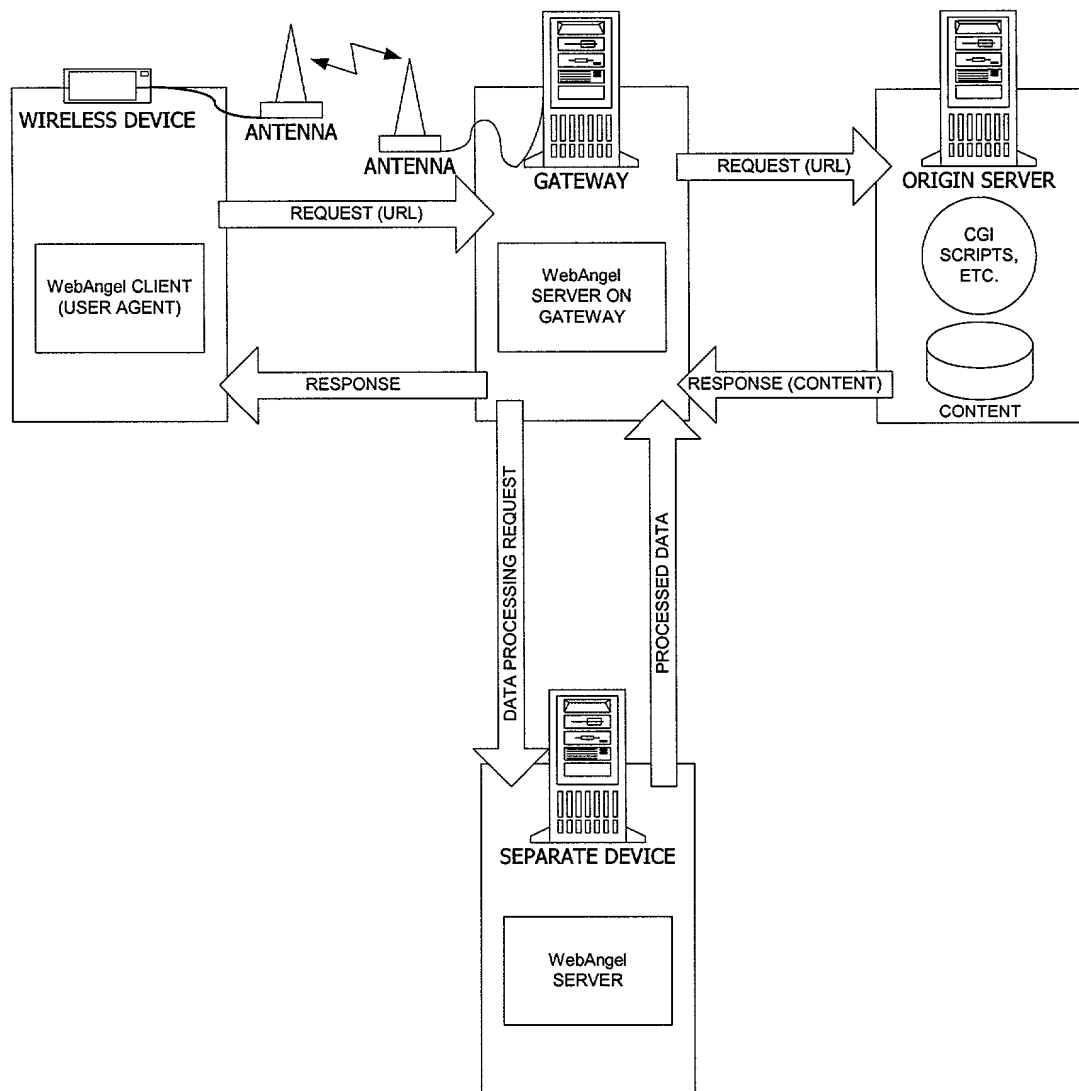 WIRELESS DEVICE
ANTENNA
ANTENNA
GATEWAY
ORIGIN SERVER
REQUEST (URL)
REQUEST (URL)
WebAngel CLIENT
(USER AGENT)
WebAngel
SERVER ON
GATEWAY
CGI
SCRIPTS,
ETC.
RESPONSE
RESPONSE (CONTENT)
CONTENT
DATA PROCESSING REQUEST
PROCESSED DATA
SEPARATE DEVICE
WebAngel
SERVER